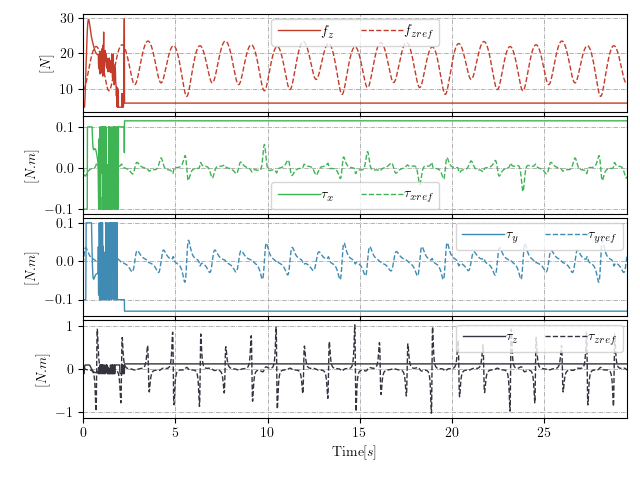 30
20
10
[N]
f_z
f_zref
0.1
0.0
−0.1
[N.m]
τ_x
τ_xref
0.1
0.0
−0.1
[N.m]
τ_y
τ_yref
1
0
−1
[N.m]
τ_z
τ_zref
0 5 10 15 20 25
Time[s]